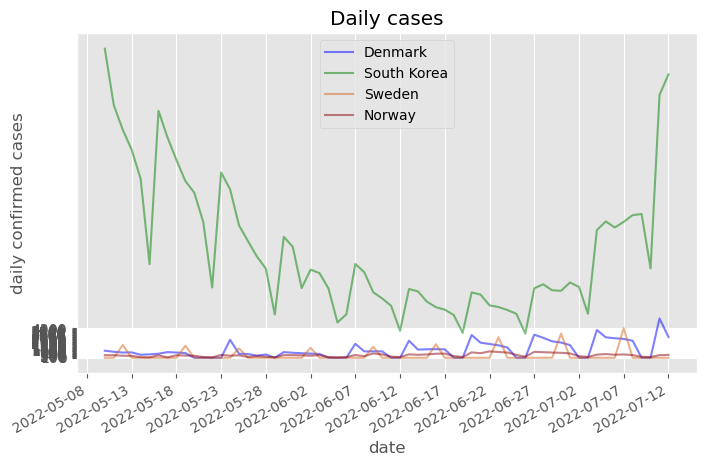 Daily cases
Denmark
South Korea
Sweden
Norway
daily confirmed cases
2022-05-08
2022-05-13
2022-05-18
2022-05-23
2022-05-28
2022-06-02
2022-06-07
2022-06-12
2022-06-17
2022-06-22
2022-06-27
2022-07-02
2022-07-07
2022-07-12
date